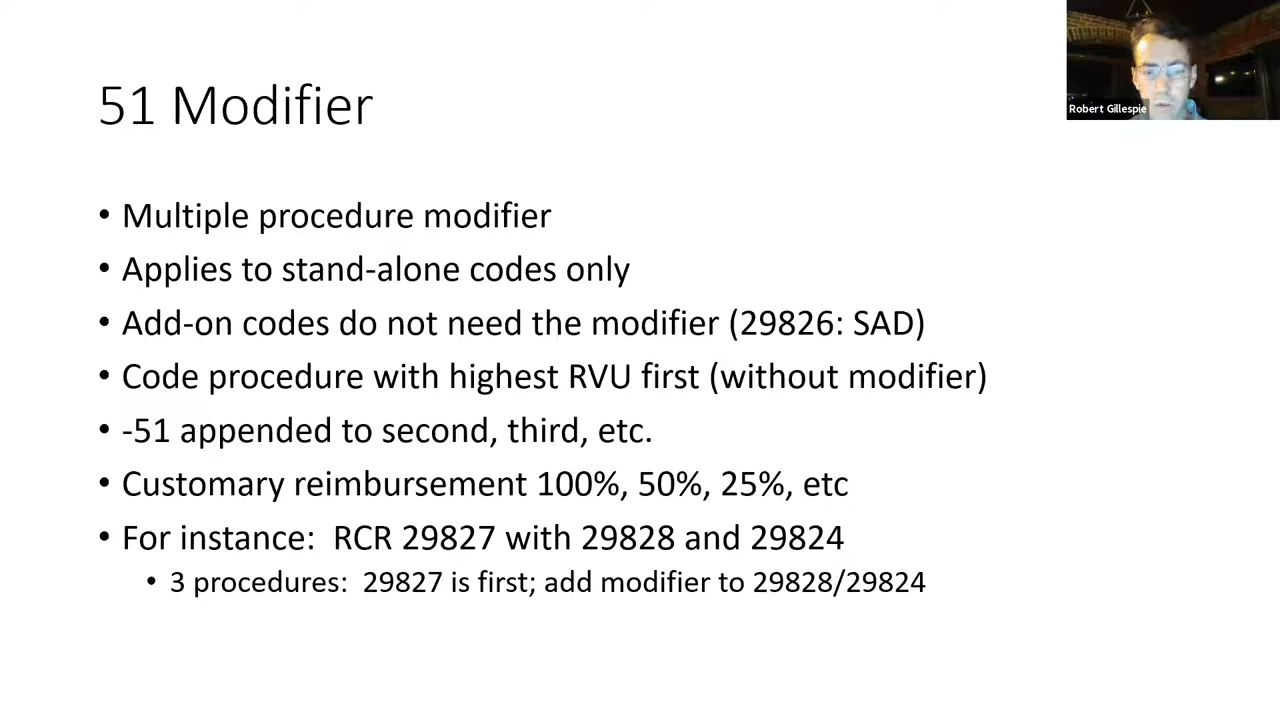 51 Modifier
Robert Gillespie
• Multiple procedure modifier
• Applies to stand-alone codes only
• Add-on codes do not need the modifier (29826: SAD)
• Code procedure with highest RVU first (without modifier)
• -51 appended to second, third, etc.
• Customary reimbursement 100%, 50%, 25%, etc
• For instance:  RCR 29827 with 29828 and 29824
• 3 procedures:  29827 is first; add modifier to 29828/29824